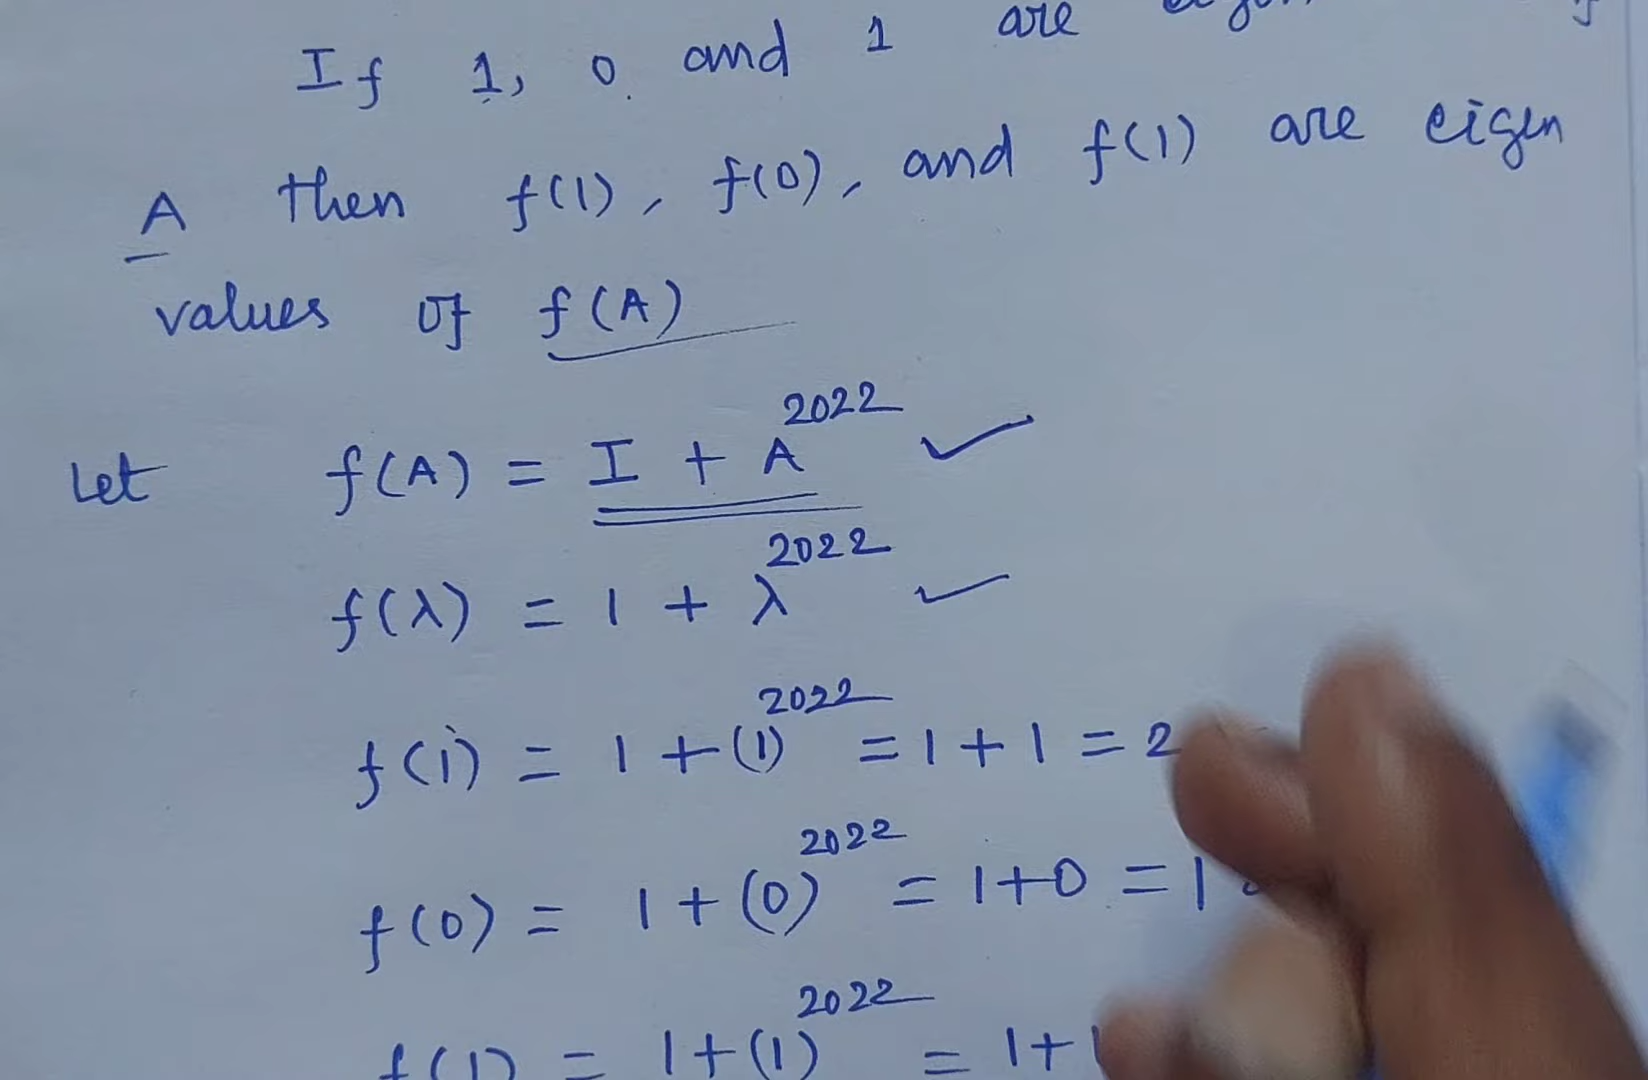 If 1, 0 and 1 are
A then f(1), f(0), and f(1) are eigen
values of f(A)
Let f(A) = I + A^2022
f(λ) = 1 + λ^2022
f(1) = 1 + (1)^2022 = 1 + 1 = 2
f(0) = 1 + (0)^2022 = 1 + 0 = 1
f(1) = 1 + (1)^2022 = 1 +